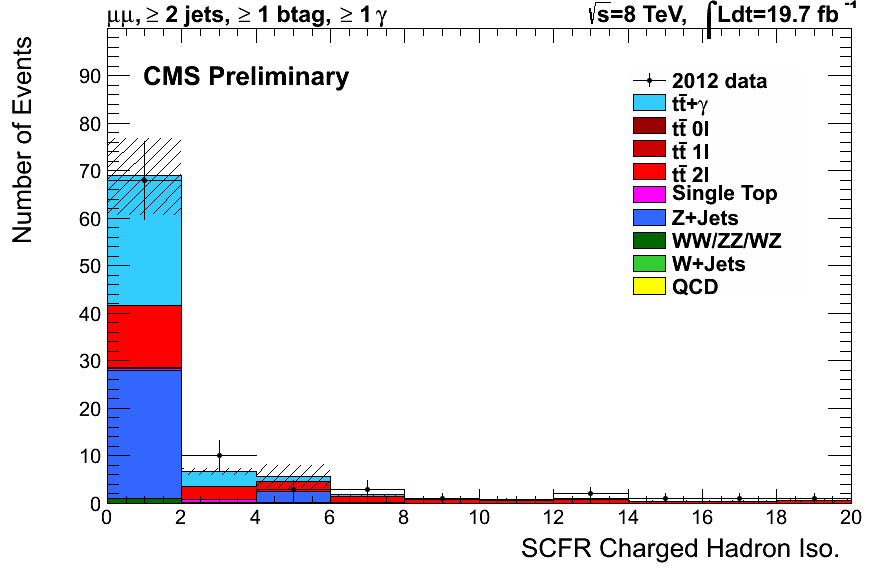 μμ, ≥ 2 jets, ≥ 1 btag, ≥ 1 γ
√s=8 TeV, ∫Ldt=19.7 fb⁻¹
CMS Preliminary
2012 data
tt̄+γ
tt̄ 0l
tt̄ 1l
tt̄ 2l
Single Top
Z+Jets
WW/ZZ/WZ
W+Jets
QCD
Number of Events
90
80
70
60
50
40
30
20
10
0
0 2 4 6 8 10 12 14 16 18 20
SCFR Charged Hadron Iso.